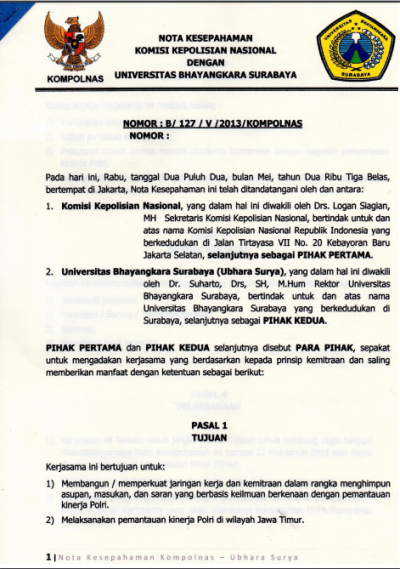 NOTA KESEPAHAMAN
KOMISI KEPOLISIAN NASIONAL
DENGAN
UNIVERSITAS BHAYANGKARA SURABAYA
KOMPOLNAS
UNIVERSITAS BHAYANGKARA
SURABAYA
NOMOR : B/ 127 / V /2013/KOMPOLNAS
NOMOR :
Pada hari ini, Rabu, tanggal Dua Puluh Dua, bulan Mei, tahun Dua Ribu Tiga Belas,
bertempat di Jakarta, Nota Kesepahaman ini telah ditandatangani oleh dan antara:
1. Komisi Kepolisian Nasional, yang dalam hal ini diwakili oleh Drs. Logan Siagian,
MH Sekretaris Komisi Kepolisian Nasional, bertindak untuk dan
atas nama Komisi Kepolisian Nasional Republik Indonesia yang
berkedudukan di Jalan Tirtayasa VII No. 20 Kebayoran Baru
Jakarta Selatan, selanjutnya sebagai PIHAK PERTAMA.
2. Universitas Bhayangkara Surabaya (Ubhara Surya), yang dalam hal ini diwakili
oleh Dr. Suharto, Drs, SH, M.Hum Rektor Universitas
Bhayangkara Surabaya, bertindak untuk dan atas nama
Universitas Bhayangkara Surabaya yang berkedudukan di
Surabaya, selanjutnya sebagai PIHAK KEDUA.
PIHAK PERTAMA dan PIHAK KEDUA selanjutnya disebut PARA PIHAK, sepakat
untuk mengadakan kerjasama yang berdasarkan kepada prinsip kemitraan dan saling
memberikan manfaat dengan ketentuan sebagai berikut:
PASAL 1
TUJUAN
Kerjasama ini bertujuan untuk:
1) Membangun / memperkuat jaringan kerja dan kemitraan dalam rangka menghimpun
asupan, masukan, dan saran yang berbasis keilmuan berkenaan dengan pemantauan
kinerja Polri.
2) Melaksanakan pemantauan kinerja Polri di wilayah Jawa Timur.
1 | Nota Kesepahaman Kompolnas – Ubhara Surya